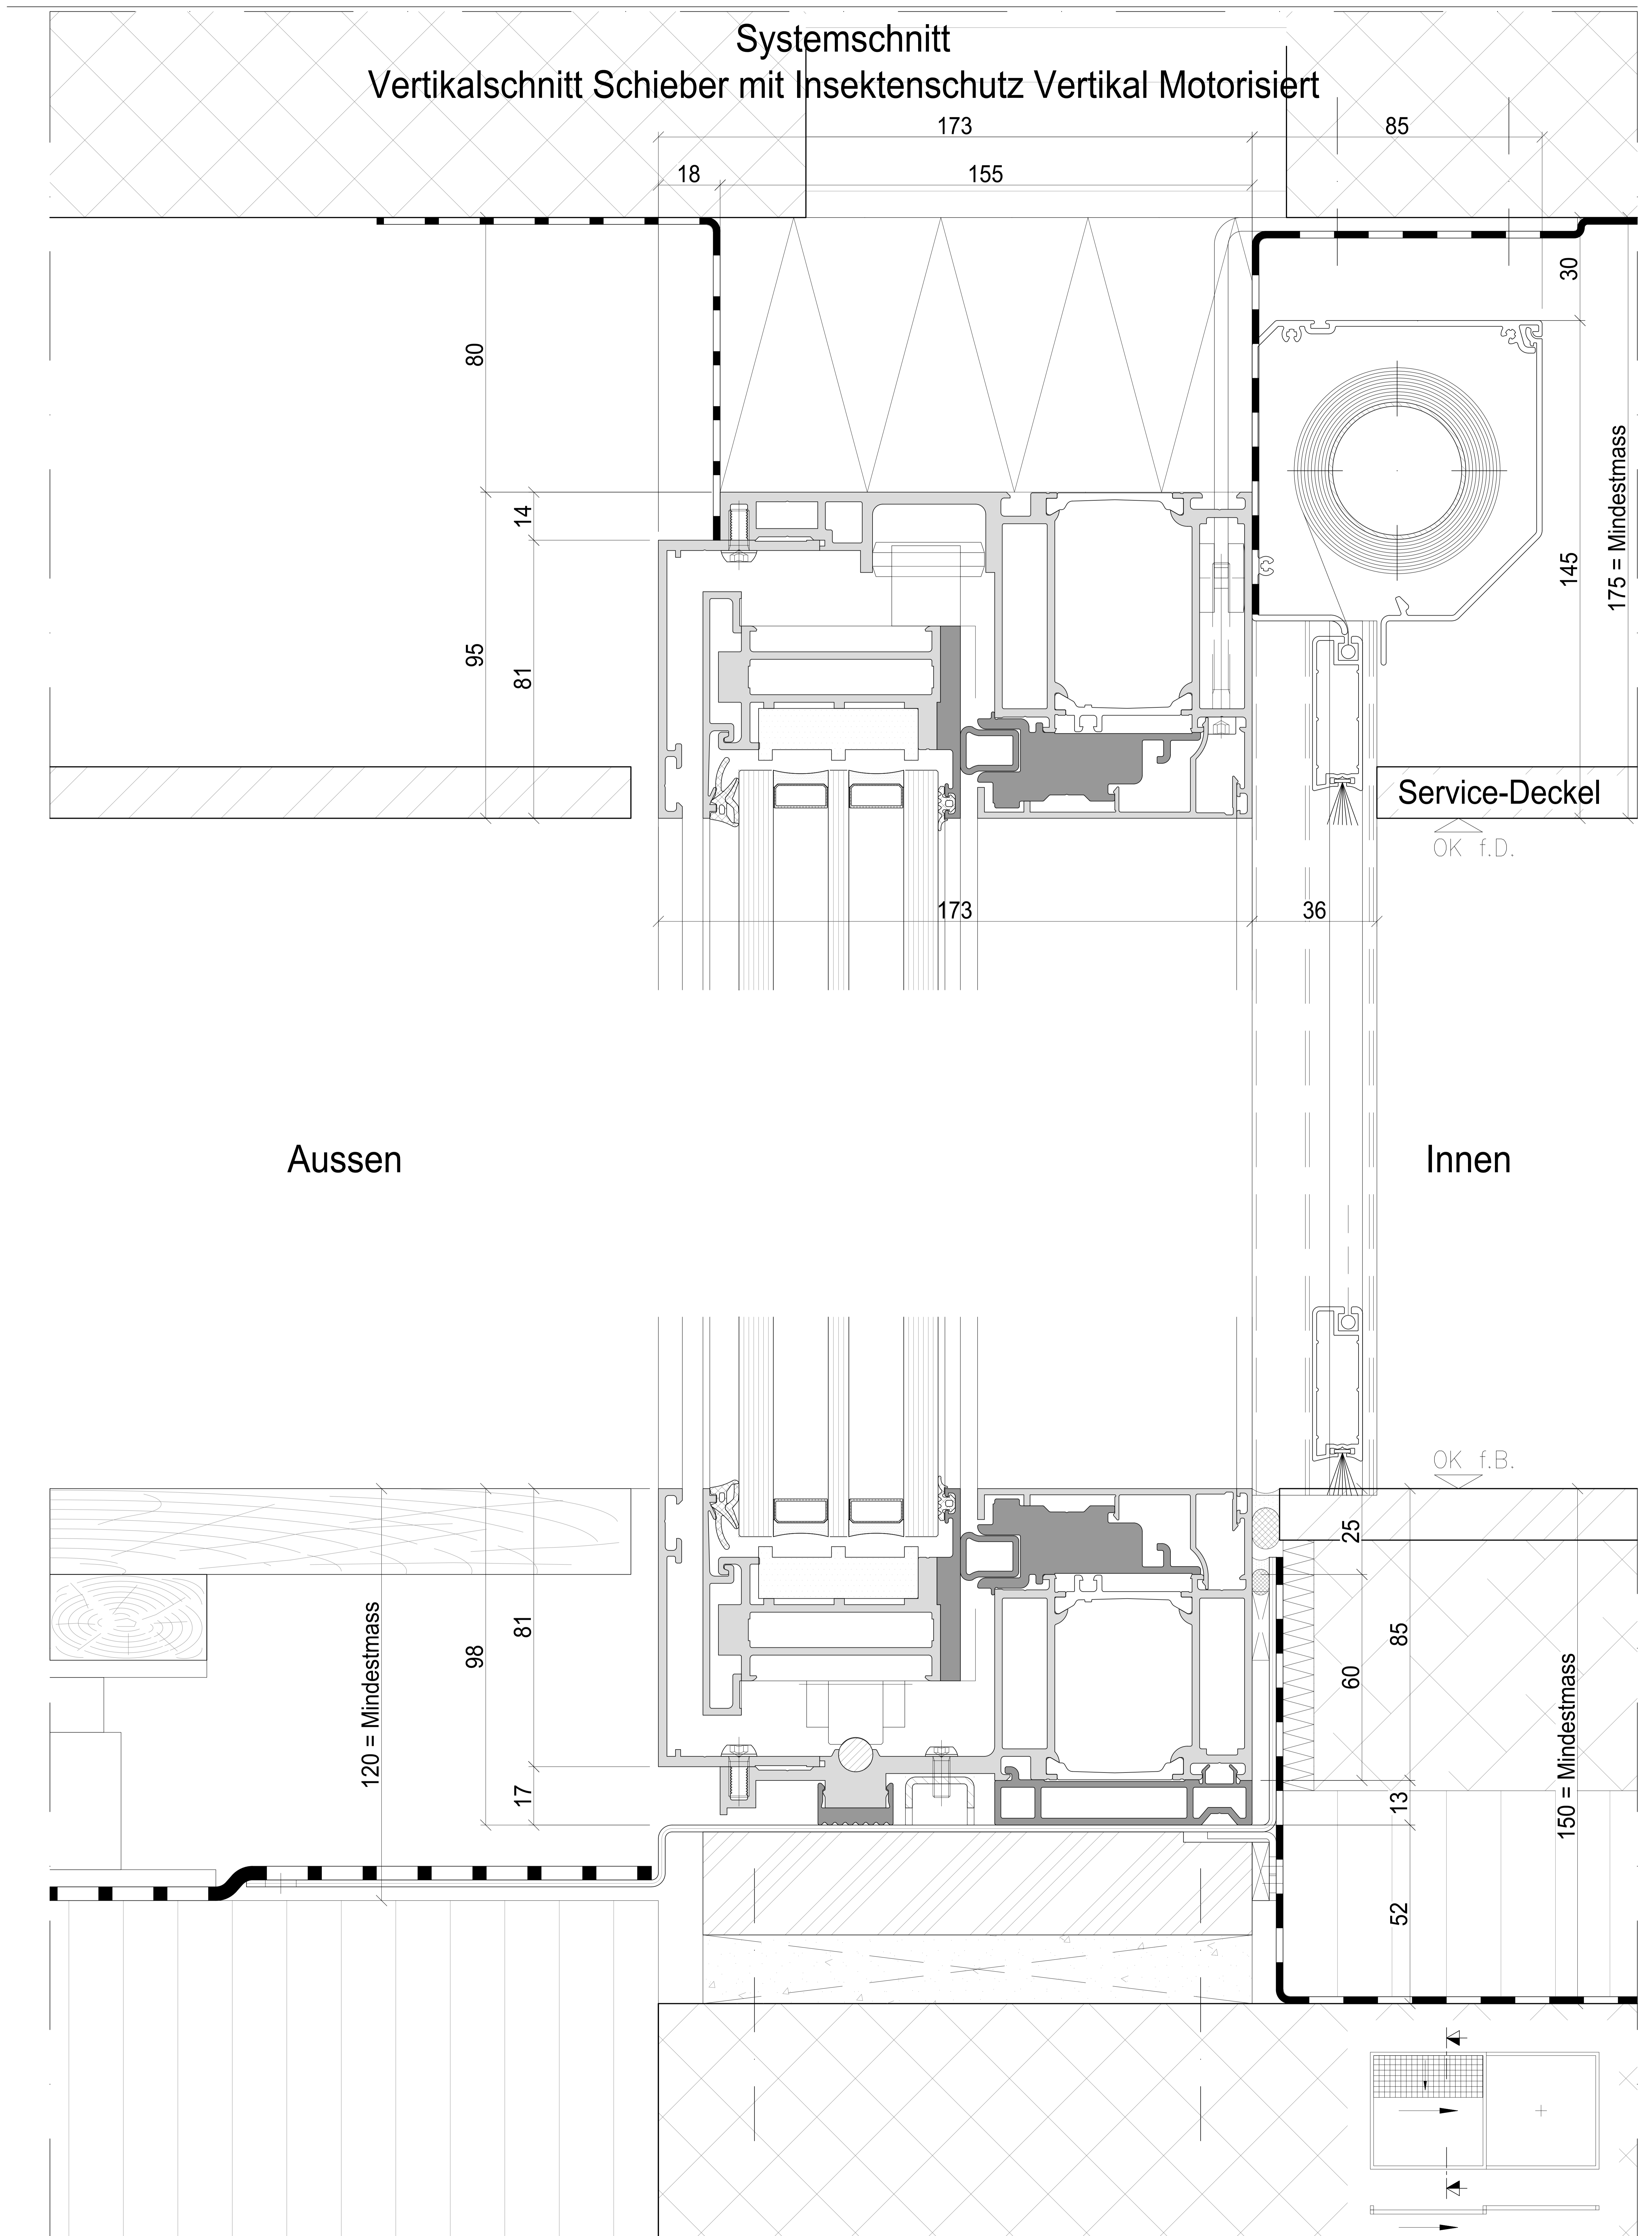 Systemschnitt
Vertikalschnitt Schieber mit Insektenschutz Vertikal Motorisiert
173
85
18
155
30
80
14
175 = Mindestmass
145
95
81
Service-Deckel
OK f.D.
173
36
Aussen
Innen
OK f.B.
25
81
85
98
120 = Mindestmass
60
150 = Mindestmass
17
13
52